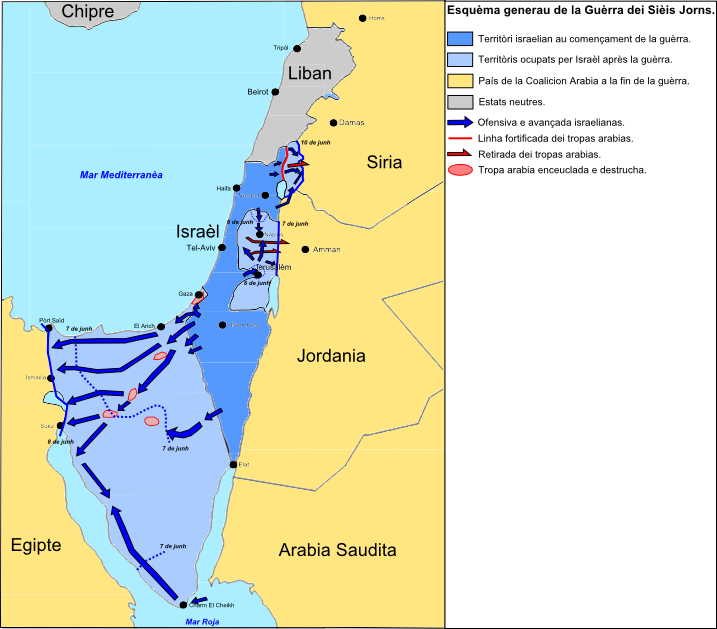 Chipre
Homs
Tripòl
Liban
Beirot
Damas
10 de junh
Siria
Mar Mediterranèa
Haifa
Israèl
6 de junh
7 de junh
Tel-Aviv
Amman
Jerusalèm
6 de junh
Gaza
Pòrt Saïd
7 de junh
El Arich
Jordania
Ismaïlia
Suèz
8 de junh
7 de junh
Elat
Egipte
7 de junh
Arabia Saudita
Charm El Cheikh
Mar Roja
Esquèma generau de la Guèrra dei Sièis Jorns.
Territòri israelian au començament de la guèrra.
Territòris ocupats per Israèl après la guèrra.
País de la Coalicion Arabia a la fin de la guèrra.
Estats neutres.
Ofensiva e avançada israelianas.
Linha fortificada dei tropas arabias.
Retirada dei tropas arabias.
Tropa arabia enceuclada e destrucha.